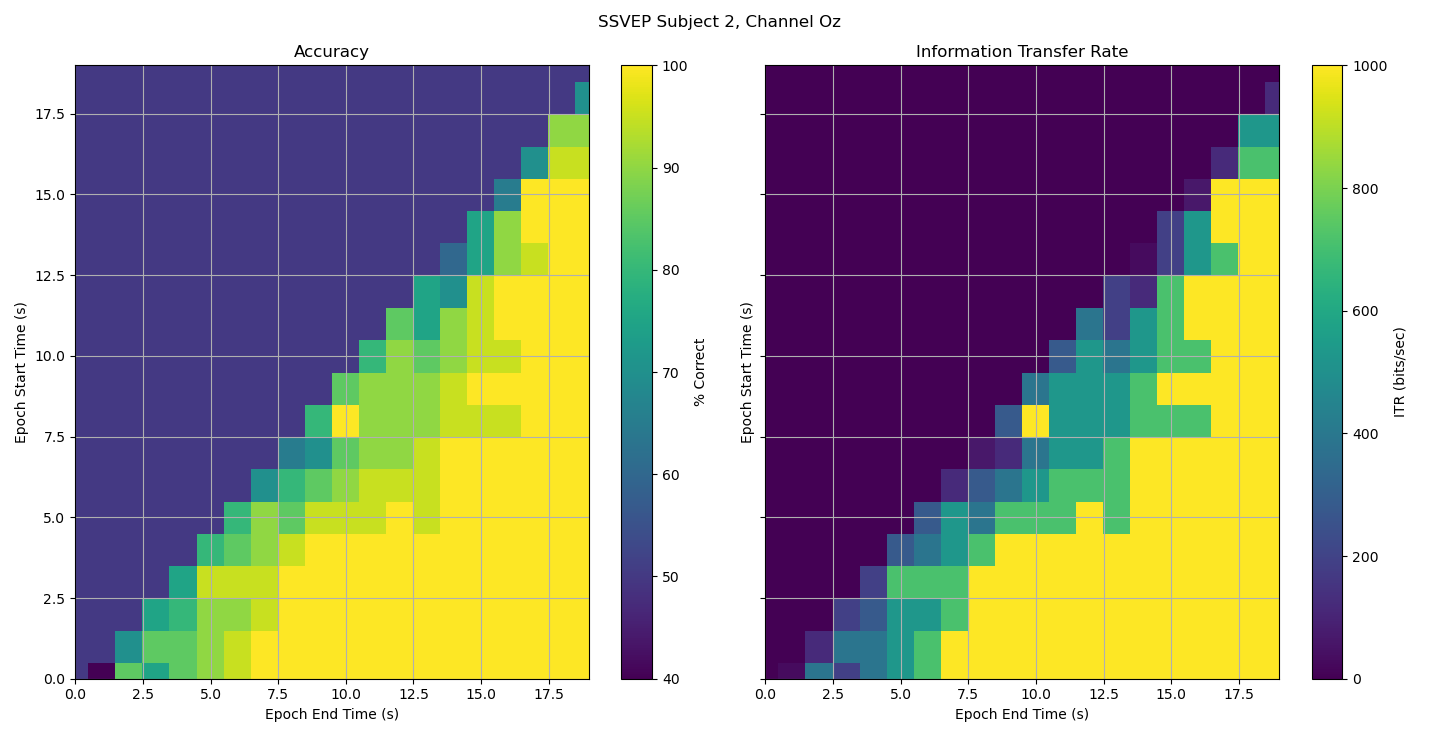 SSVEP Subject 2, Channel Oz
Accuracy
Information Transfer Rate
17.5
15.0
12.5
10.0
7.5
5.0
2.5
0.0
Epoch Start Time (s)
0.0 2.5 5.0 7.5 10.0 12.5 15.0 17.5
Epoch End Time (s)
100
90
80
70
60
50
40
% Correct
Epoch Start Time (s)
0.0 2.5 5.0 7.5 10.0 12.5 15.0 17.5
Epoch End Time (s)
1000
800
600
400
200
0
ITR (bits/sec)